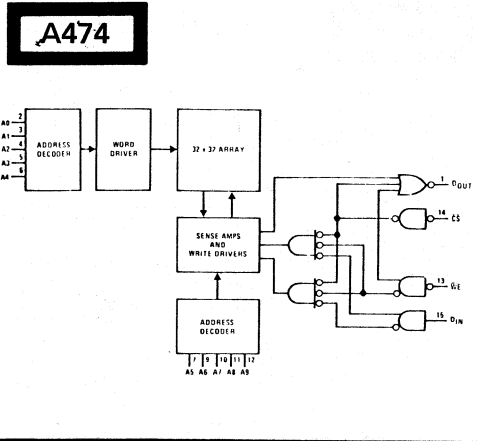 A474
A0 2
A1 3
A2 4
A3 5
A4 6
ADDRESS
DECODER
WORD
DRIVER
32 x 32 ARRAY
SENSE AMPS
AND
WRITE DRIVERS
ADDRESS
DECODER
7 9 10 11 12
A5 A6 A7 A8 A9
1 DOUT
14 CS
13 WE
15 DIN